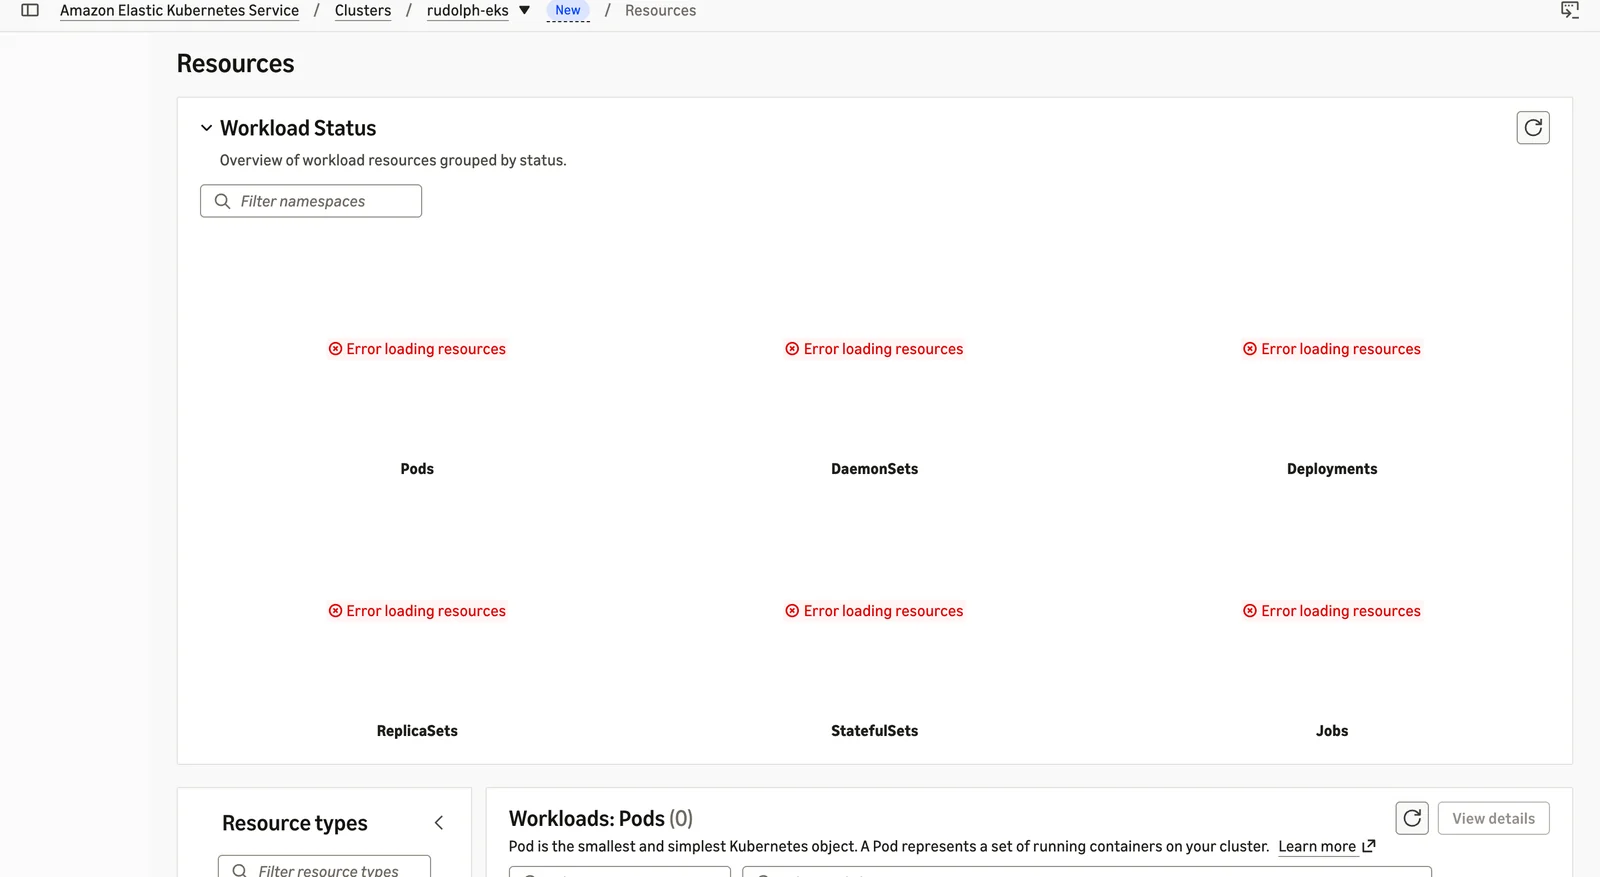 Amazon Elastic Kubernetes Service / Clusters / rudolph-eks New / Resources
Resources
Workload Status
Overview of workload resources grouped by status.
Filter namespaces
Error loading resources Error loading resources Error loading resources
Pods DaemonSets Deployments
Error loading resources Error loading resources Error loading resources
ReplicaSets StatefulSets Jobs
Resource types
Filter resource types
Workloads: Pods (0)
View details
Pod is the smallest and simplest Kubernetes object. A Pod represents a set of running containers on your cluster. Learn more